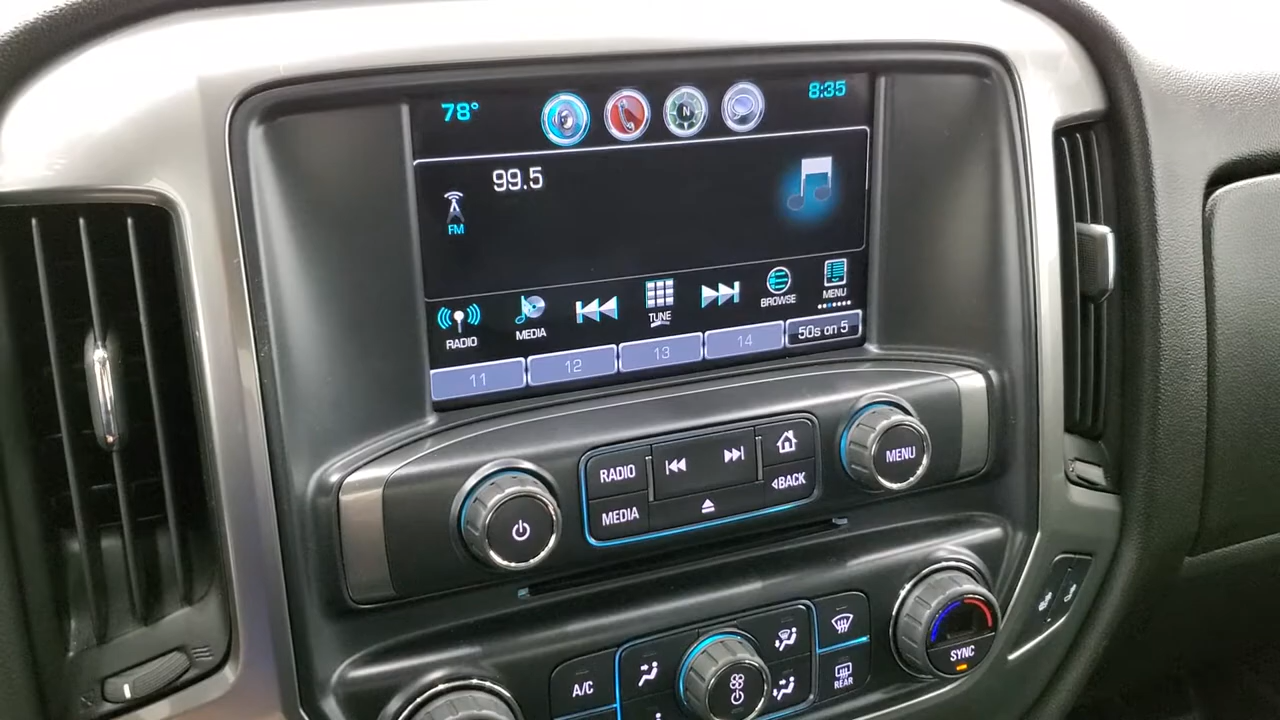 78°
N
8:35
99.5
FM
RADIO
MEDIA
TUNE
BROWSE
MENU
11
12
13
14
50s on 5
RADIO
MEDIA
BACK
MENU
A/C
REAR
SYNC